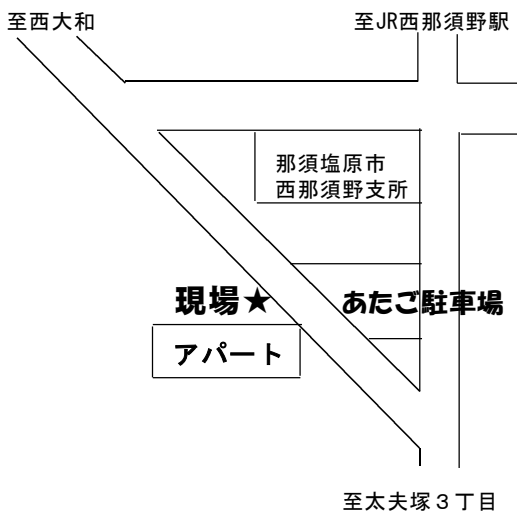 至西大和
至JR西那須野駅
那須塩原市
西那須野支所
現場★
あたご駐車場
アパート
至太夫塚３丁目